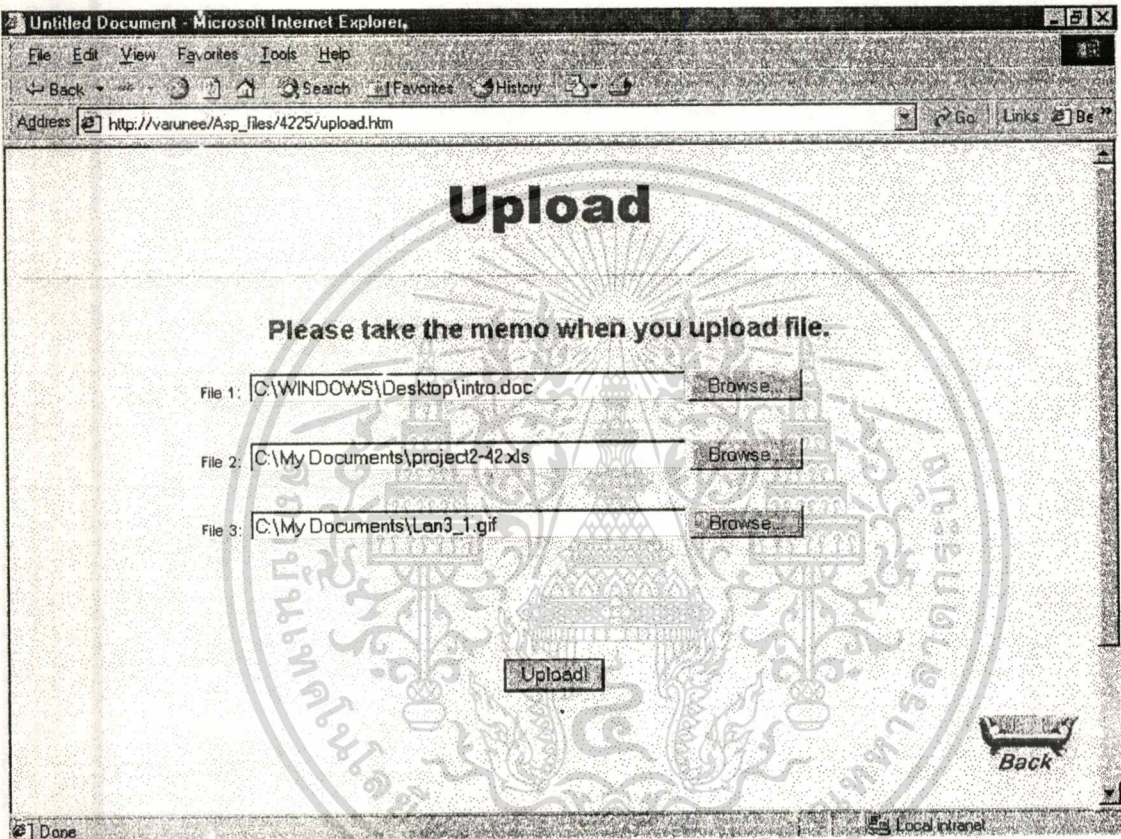 Untitled Document - Microsoft Internet Explorer
File Edit View Favorites Tools Help
Back Search Favorites History
Address http://varunee/Asp_files/4225/upload.htm Go Links Be »
Upload
Please take the memo when you upload file.
File 1: C:\WINDOWS\Desktop\intro.doc Browse...
File 2: C:\My Documents\project2-42.xls Browse...
File 3: C:\My Documents\Lan3_1.gif Browse...
Upload!
Back
Done Local intranet